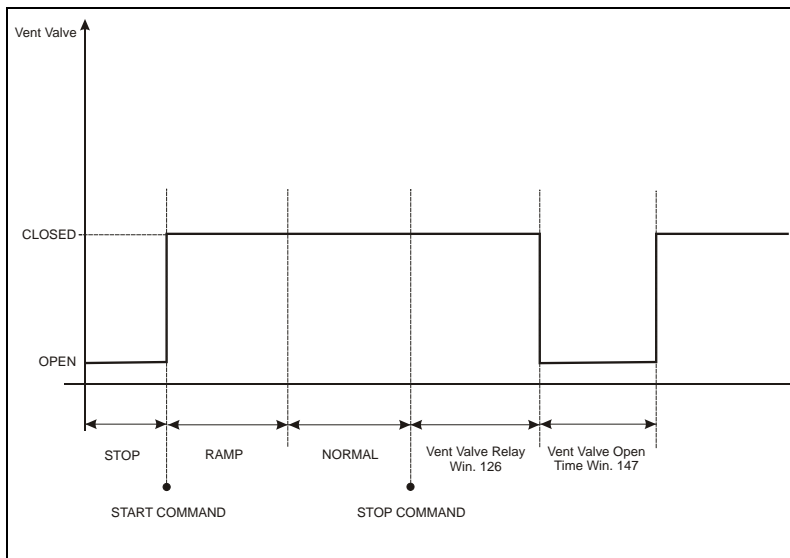 Vent Valve
CLOSED
OPEN
STOP
RAMP
NORMAL
Vent Valve Relay
Win. 126
Vent Valve Open
Time Win. 147
START COMMAND
STOP COMMAND